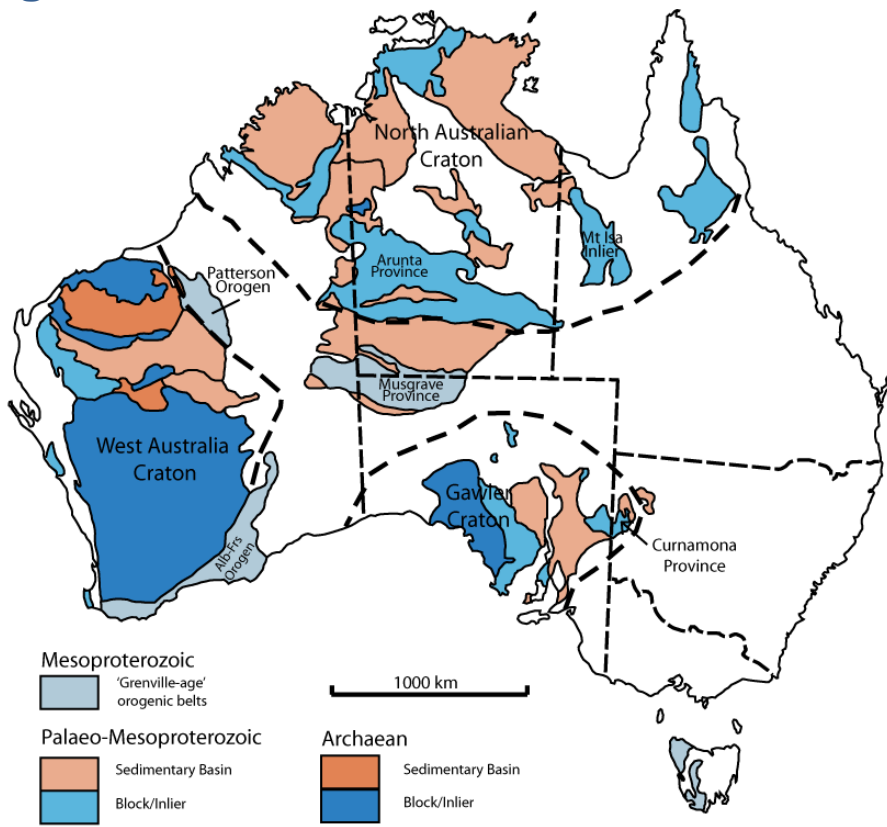 North Australian
Craton
Mt Isa
Inlier
Arunta
Province
Patterson
Orogen
Musgrave
Province
West Australia
Craton
Gawler
Craton
Curnamona
Province
Alb-Frs
Orogen
Mesoproterozoic
'Grenville-age'
orogenic belts
1000 km
Palaeo-Mesoproterozoic
Sedimentary Basin
Block/Inlier
Archaean
Sedimentary Basin
Block/Inlier